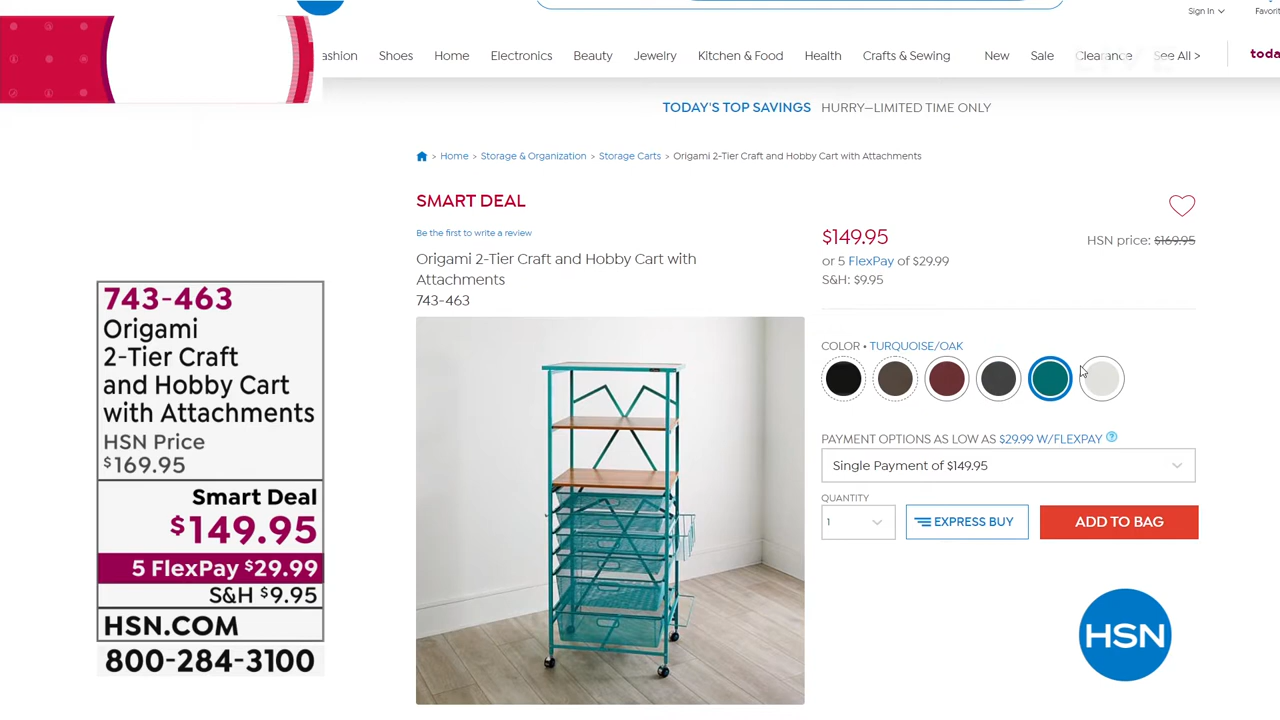 Sign In
Favori
ashion Shoes Home Electronics Beauty Jewelry Kitchen & Food Health Crafts & Sewing New Sale Clearance See All >
toda
TODAY'S TOP SAVINGS HURRY—LIMITED TIME ONLY
> Home > Storage & Organization > Storage Carts > Origami 2-Tier Craft and Hobby Cart with Attachments
SMART DEAL
Be the first to write a review
Origami 2-Tier Craft and Hobby Cart with
Attachments
743-463
$149.95
HSN price: $169.95
or 5 FlexPay of $29.99
S&H: $9.95
COLOR • TURQUOISE/OAK
PAYMENT OPTIONS AS LOW AS $29.99 W/FLEXPAY ?
Single Payment of $149.95
QUANTITY
1
EXPRESS BUY
ADD TO BAG
743-463
Origami
2-Tier Craft
and Hobby Cart
with Attachments
HSN Price
$169.95
Smart Deal
$149.95
5 FlexPay $29.99
S&H $9.95
HSN.COM
800-284-3100
HSN